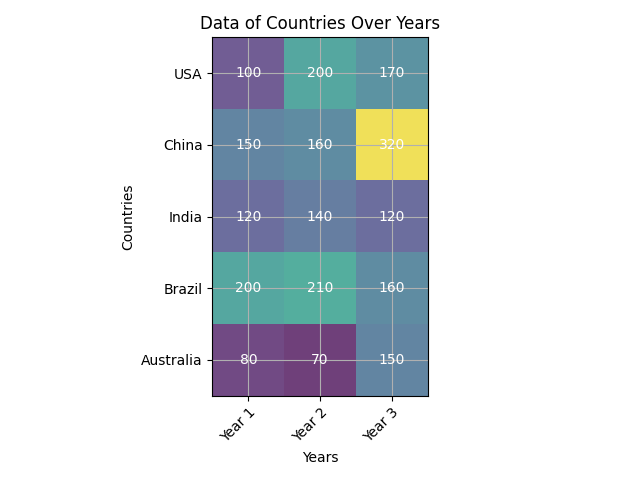 Data of Countries Over Years
USA 100 200 170
China 150 160 320
India 120 140 120
Brazil 200 210 160
Australia 80 70 150
Countries
Year 1 Year 2 Year 3
Years